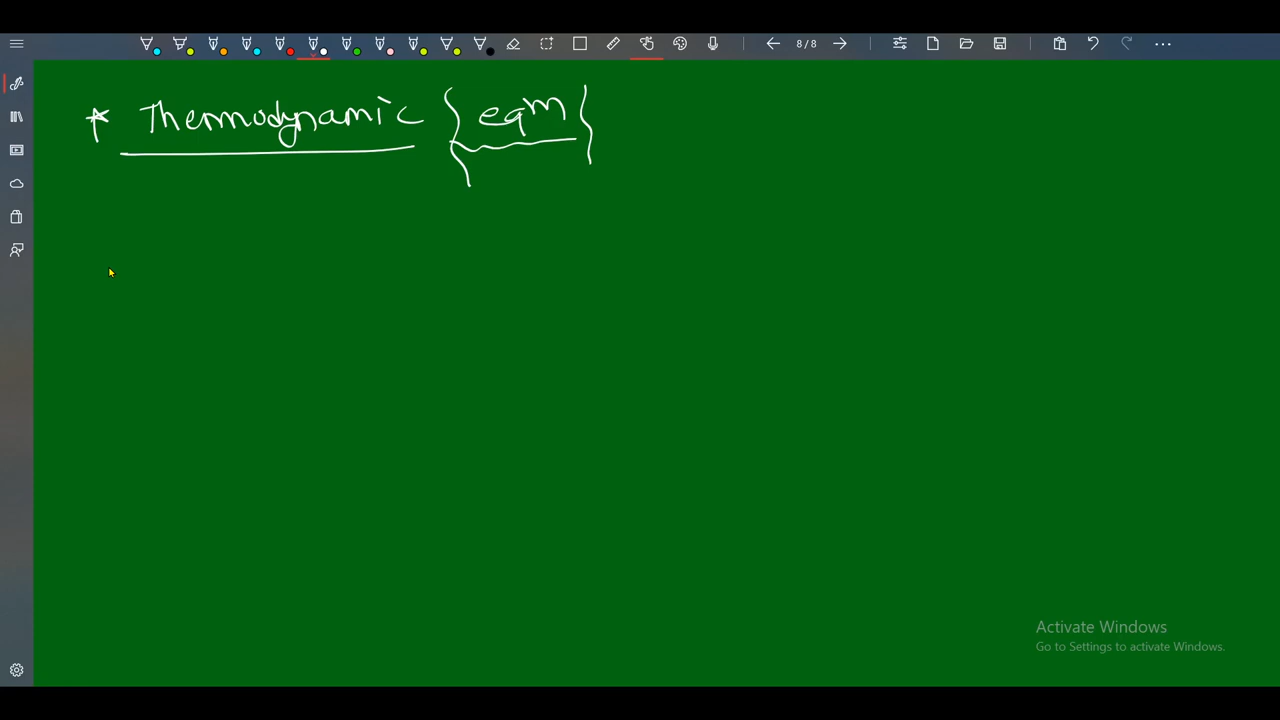 8/8
* Thermodynamic { eqm }
Activate Windows
Go to Settings to activate Windows.